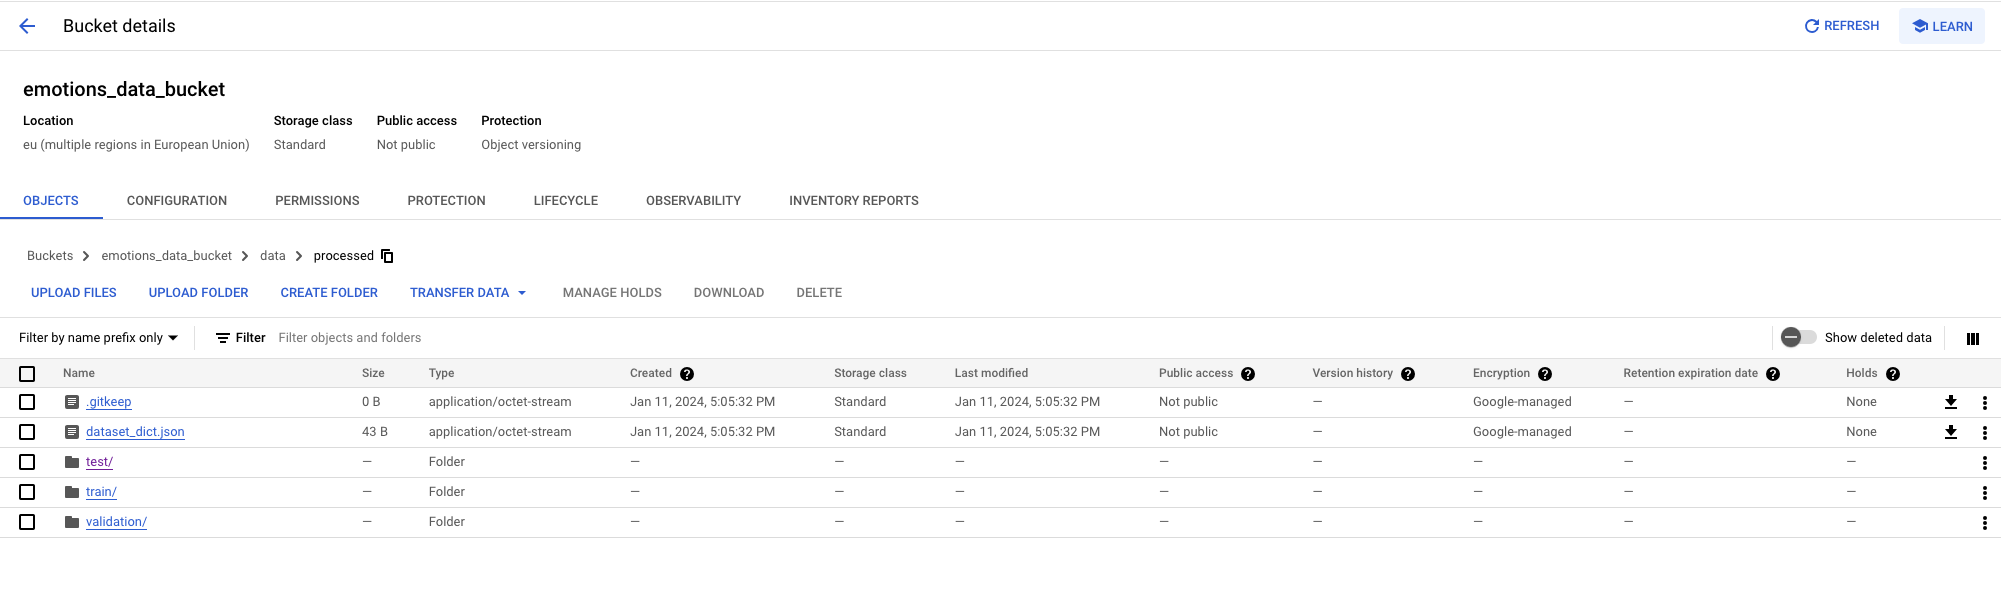 Bucket details
REFRESH
LEARN
emotions_data_bucket
Location Storage class Public access Protection
eu (multiple regions in European Union) Standard Not public Object versioning
OBJECTS CONFIGURATION PERMISSIONS PROTECTION LIFECYCLE OBSERVABILITY INVENTORY REPORTS
Buckets > emotions_data_bucket > data > processed
UPLOAD FILES UPLOAD FOLDER CREATE FOLDER TRANSFER DATA MANAGE HOLDS DOWNLOAD DELETE
Filter by name prefix only Filter Filter objects and folders Show deleted data
Name Size Type Created ? Storage class Last modified Public access ? Version history ? Encryption ? Retention expiration date ? Holds ?
.gitkeep 0 B application/octet-stream Jan 11, 2024, 5:05:32 PM Standard Jan 11, 2024, 5:05:32 PM Not public — Google-managed — None
dataset_dict.json 43 B application/octet-stream Jan 11, 2024, 5:05:32 PM Standard Jan 11, 2024, 5:05:32 PM Not public — Google-managed — None
test/ — Folder — — — — — — — —
train/ — Folder — — — — — — — —
validation/ — Folder — — — — — — — —